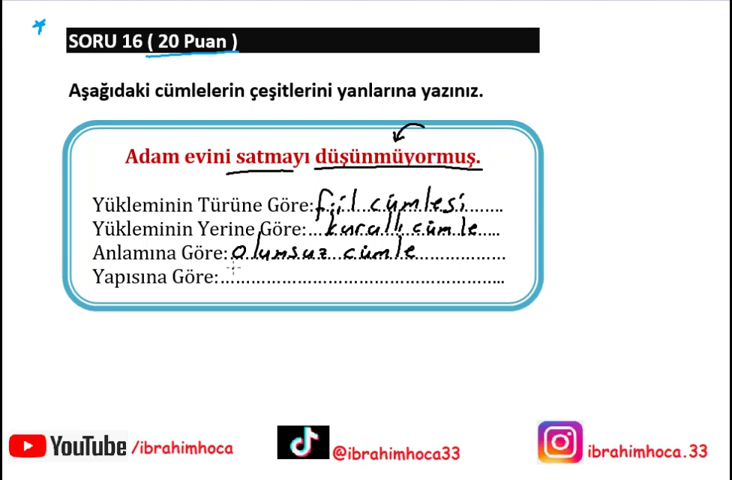 SORU 16 ( 20 Puan )
Aşağıdaki cümlelerin çeşitlerini yanlarına yazınız.
Adam evini satmayı düşünmüyormuş.
Yükleminin Türüne Göre: fiil cümlesi
Yükleminin Yerine Göre: kurallı cümle
Anlamına Göre: olumsuz cümle
Yapısına Göre:
YouTube /ibrahimhoca
@ibrahimhoca33
ibrahimhoca.33